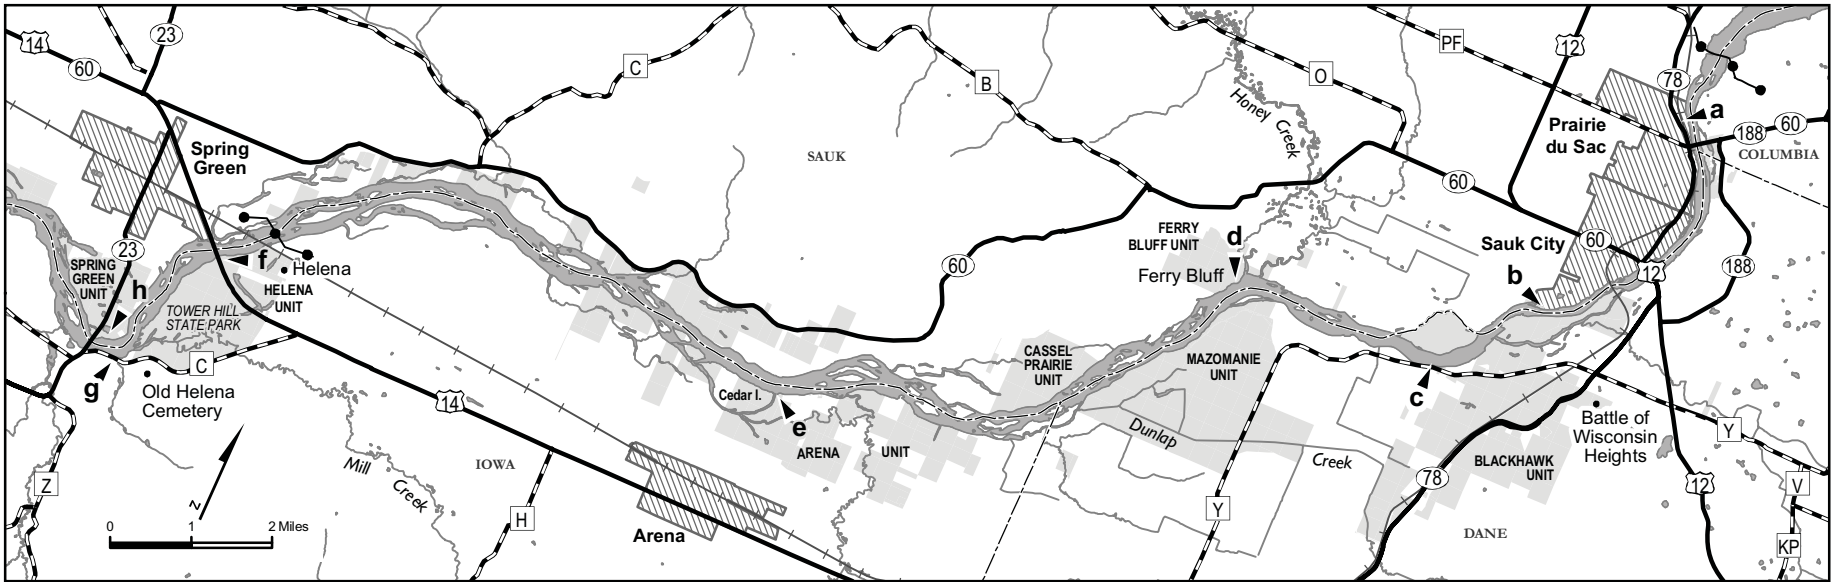 14
23
60
C
B
PF
12
O
78
a
Honey
Creek
188
60
Prairie
du Sac
COLUMBIA
Spring
Green
SAUK
60
FERRY
BLUFF UNIT
d
Sauk City
60
23
SPRING
GREEN
UNIT
f
Helena
HELENA
UNIT
60
Ferry Bluff
b
12
188
h
TOWER HILL
STATE PARK
C
g
Old Helena
Cemetery
14
Cedar I.
e
ARENA
UNIT
CASSEL
PRAIRIE
UNIT
MAZOMANIE
UNIT
c
Dunlap
Creek
Battle of
Wisconsin
Heights
Y
BLACKHAWK
UNIT
78
12
V
Z
Mill
Creek
IOWA
H
Y
DANE
KP
N
0
1
2 Miles
Arena